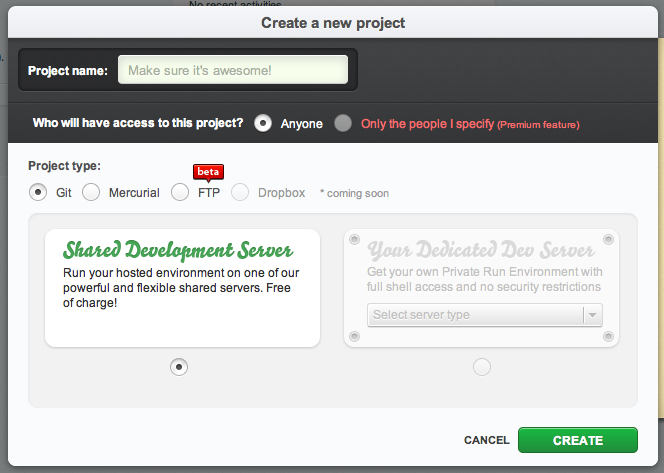 No recent activities
Create a new project
Project name: Make sure it's awesome!
Who will have access to this project? Anyone Only the people I specify (Premium feature)
Project type:
beta
Git Mercurial FTP Dropbox * coming soon
Shared Development Server
Run your hosted environment on one of our
powerful and flexible shared servers. Free
of charge!
Your Dedicated Dev Server
Get your own Private Run Environment with
full shell access and no security restrictions
Select server type
CANCEL CREATE